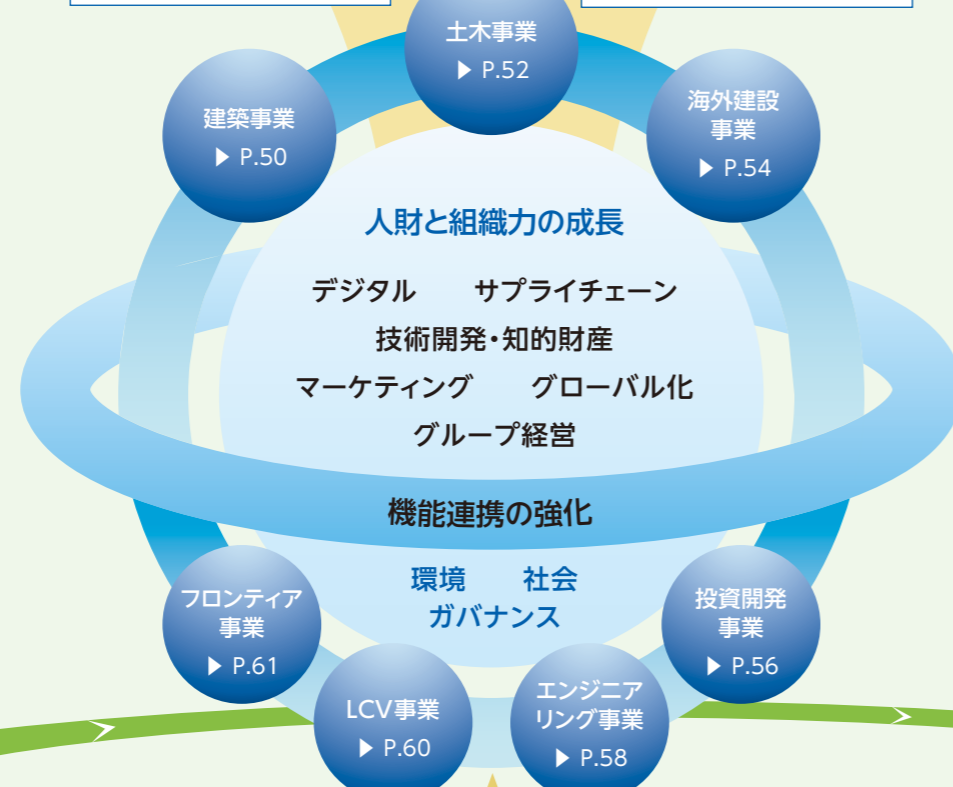 土木事業
▶ P.52
建築事業
▶ P.50
海外建設
事業
▶ P.54
人財と組織力の成長
デジタル サプライチェーン
技術開発・知的財産
マーケティング グローバル化
グループ経営
機能連携の強化
環境 社会
ガバナンス
フロンティア
事業
▶ P.61
投資開発
事業
▶ P.56
LCV事業
▶ P.60
エンジニア
リング事業
▶ P.58